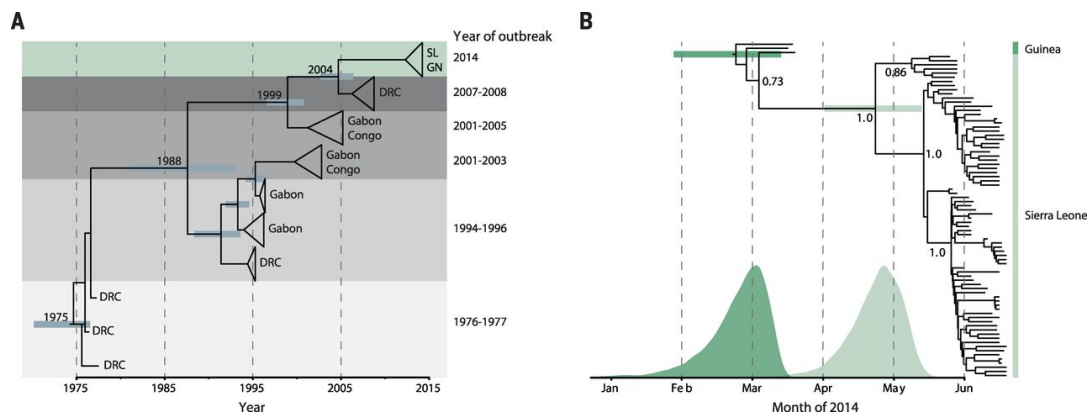 A
Year of outbreak
SL
GN
2014
2004
DRC
2007-2008
1999
Gabon
Congo
2001-2005
Gabon
Congo
2001-2003
1988
Gabon
Gabon
1994-1996
DRC
DRC
1975
DRC
1976-1977
DRC
1975 1985 1995 2005 2015
Year
B
Guinea
0.73
0.86
1.0
1.0
Sierra Leone
1.0
Jan Feb Mar Apr May Jun
Month of 2014